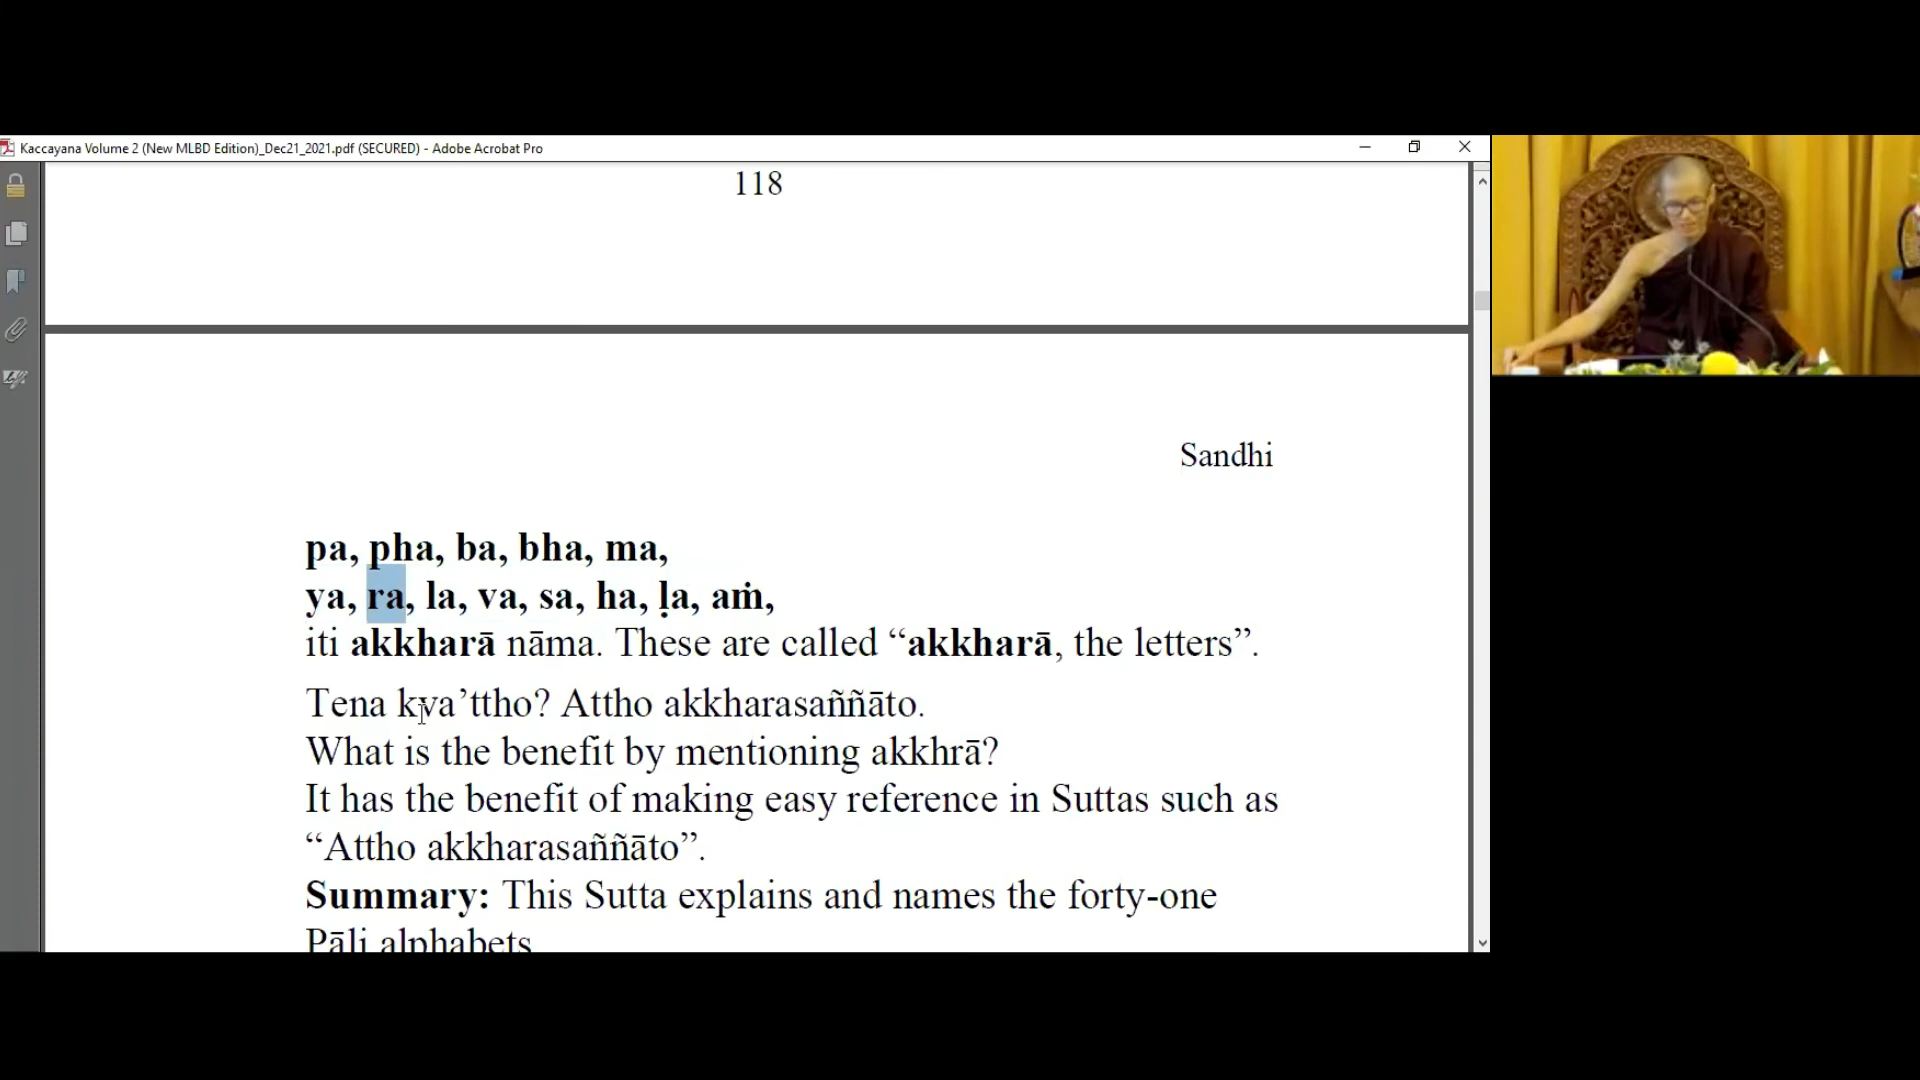 Kaccayana Volume 2 (New MLBD Edition)_Dec21_2021.pdf (SECURED) - Adobe Acrobat Pro
118
Sandhi
pa, pha, ba, bha, ma,
ya, ra, la, va, sa, ha, ḷa, aṁ,
iti akkharā nāma. These are called “akkharā, the letters”.
Tena kva’ttho? Attho akkharasaññāto.
What is the benefit by mentioning akkhrā?
It has the benefit of making easy reference in Suttas such as
“Attho akkharasaññāto”.
Summary: This Sutta explains and names the forty-one
Pāli alphabets